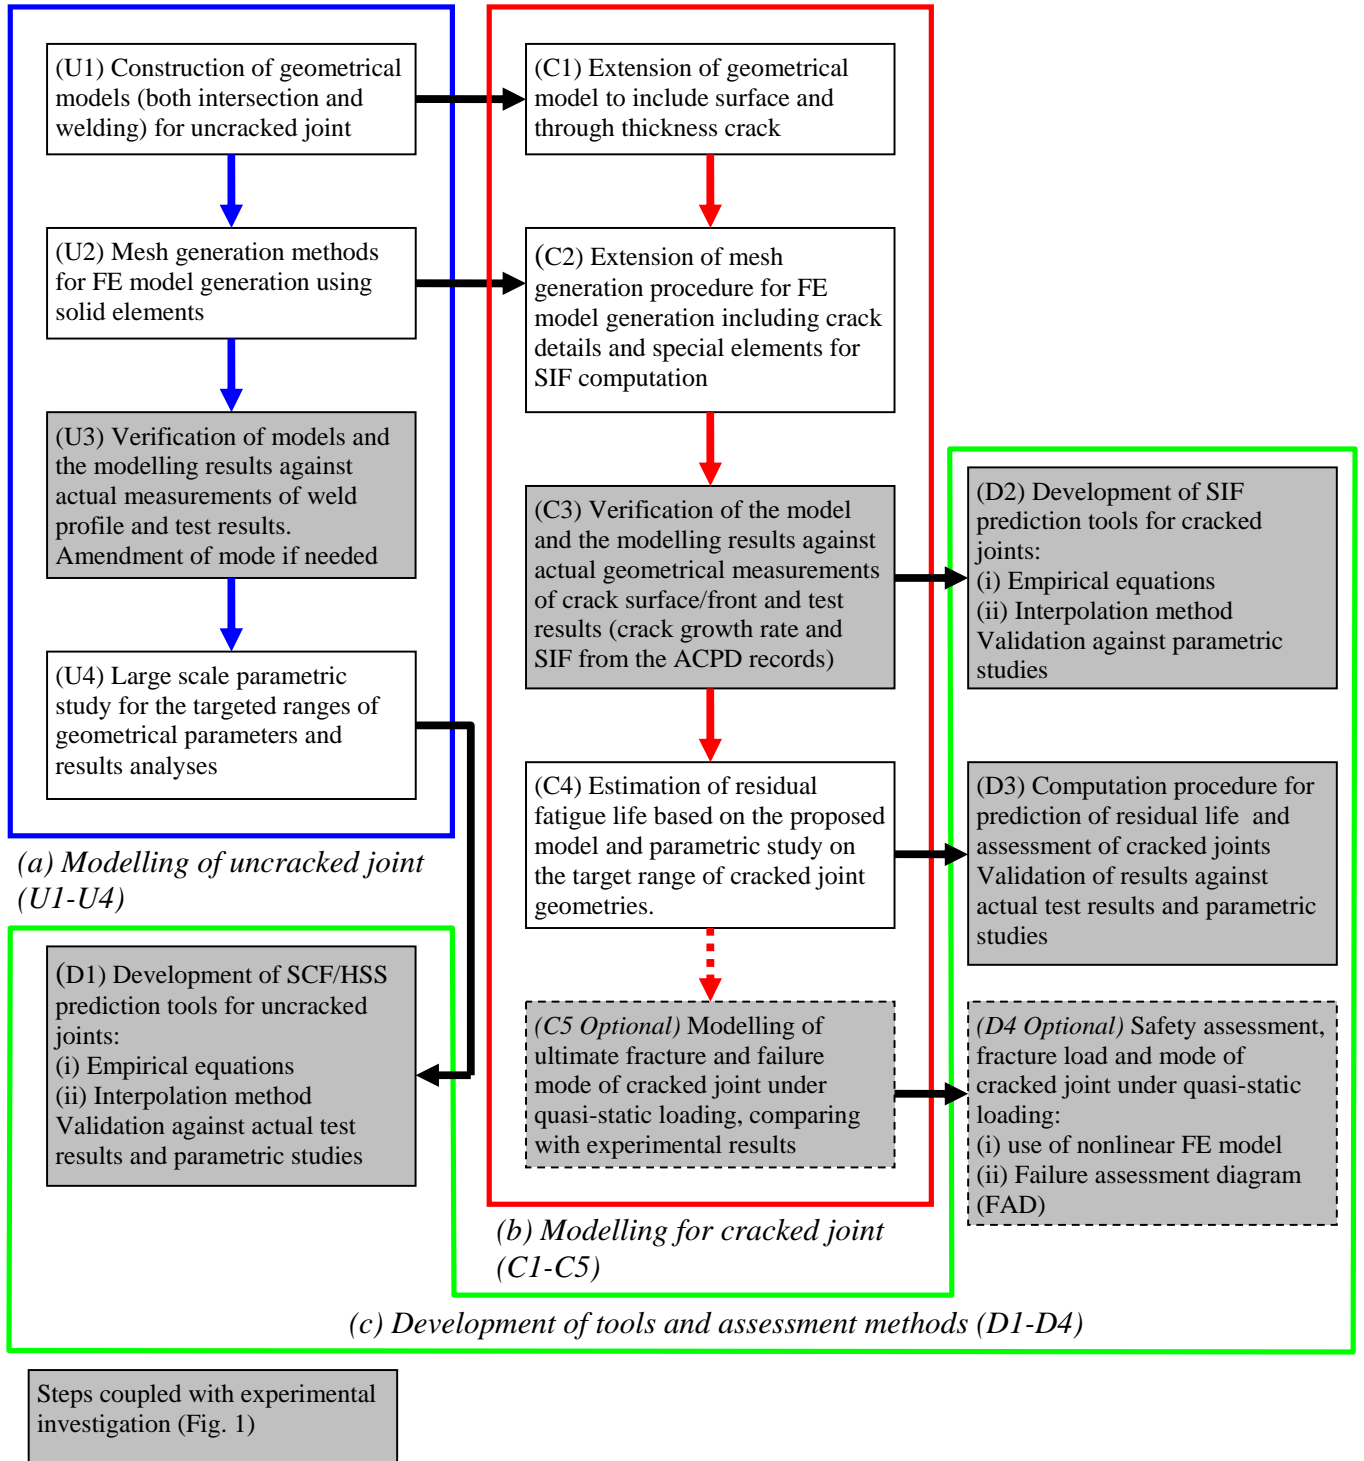 (U1) Construction of geometrical
models (both intersection and
welding) for uncracked joint
(U2) Mesh generation methods
for FE model generation using
solid elements
(U3) Verification of models and
the modelling results against
actual measurements of weld
profile and test results.
Amendment of mode if needed
(U4) Large scale parametric
study for the targeted ranges of
geometrical parameters and
results analyses
(a) Modelling of uncracked joint
(U1-U4)
(D1) Development of SCF/HSS
prediction tools for uncracked
joints:
(i) Empirical equations
(ii) Interpolation method
Validation against actual test
results and parametric studies
(C1) Extension of geometrical
model to include surface and
through thickness crack
(C2) Extension of mesh
generation procedure for FE
model generation including crack
details and special elements for
SIF computation
(C3) Verification of the model
and the modelling results against
actual geometrical measurements
of crack surface/front and test
results (crack growth rate and
SIF from the ACPD records)
(C4) Estimation of residual
fatigue life based on the proposed
model and parametric study on
the target range of cracked joint
geometries.
(C5 Optional) Modelling of
ultimate fracture and failure
mode of cracked joint under
quasi-static loading, comparing
with experimental results
(b) Modelling for cracked joint
(C1-C5)
(D2) Development of SIF
prediction tools for cracked
joints:
(i) Empirical equations
(ii) Interpolation method
Validation against parametric
studies
(D3) Computation procedure for
prediction of residual life and
assessment of cracked joints
Validation of results against
actual test results and parametric
studies
(D4 Optional) Safety assessment,
fracture load and mode of
cracked joint under quasi-static
loading:
(i) use of nonlinear FE model
(ii) Failure assessment diagram
(FAD)
(c) Development of tools and assessment methods (D1-D4)
Steps coupled with experimental
investigation (Fig. 1)